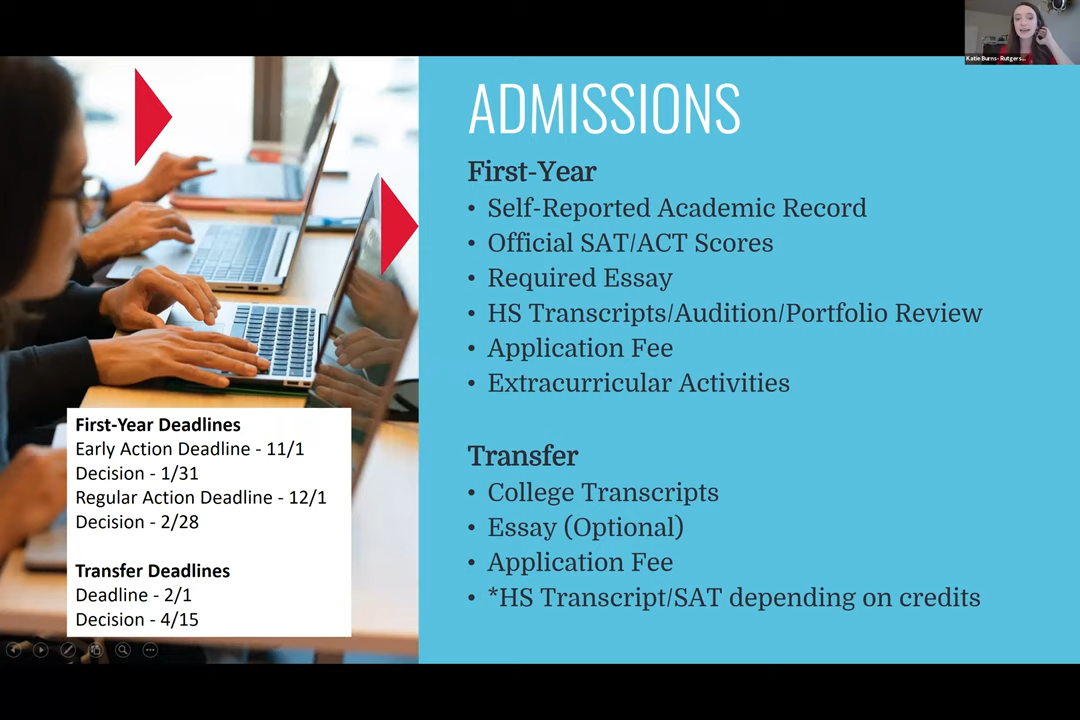 Katie Burns- Rutgers...
ADMISSIONS
First-Year
• Self-Reported Academic Record
• Official SAT/ACT Scores
• Required Essay
• HS Transcripts/Audition/Portfolio Review
• Application Fee
• Extracurricular Activities
Transfer
• College Transcripts
• Essay (Optional)
• Application Fee
• *HS Transcript/SAT depending on credits
First-Year Deadlines
Early Action Deadline - 11/1
Decision - 1/31
Regular Action Deadline - 12/1
Decision - 2/28
Transfer Deadlines
Deadline - 2/1
Decision - 4/15